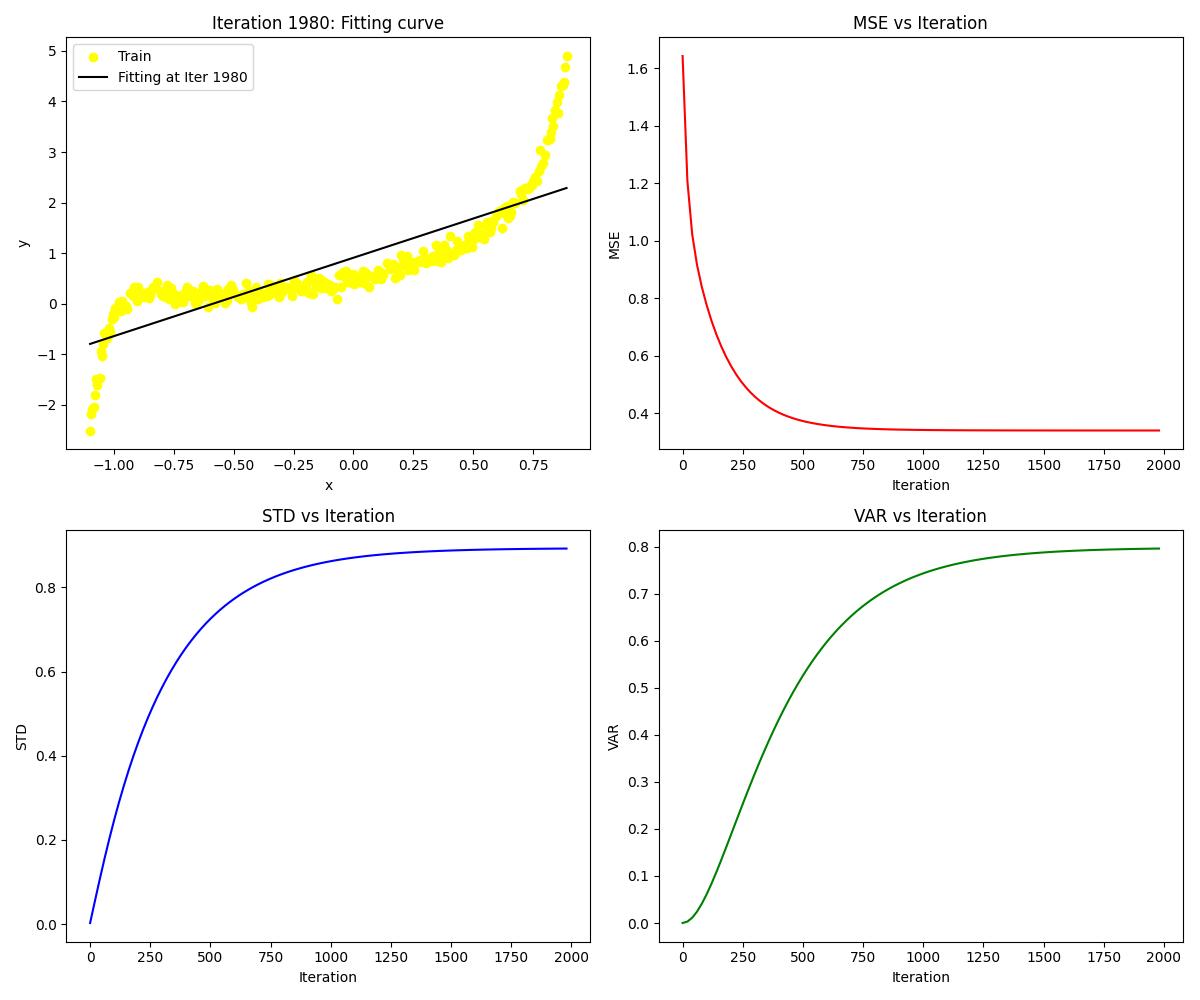 Iteration 1980: Fitting curve
Train
Fitting at Iter 1980
5
4
3
2
1
0
−1
−2
y
−1.00 −0.75 −0.50 −0.25 0.00 0.25 0.50 0.75
x
MSE vs Iteration
1.6
1.4
1.2
1.0
0.8
0.6
0.4
MSE
0 250 500 750 1000 1250 1500 1750 2000
Iteration
STD vs Iteration
0.8
0.6
0.4
0.2
0.0
STD
0 250 500 750 1000 1250 1500 1750 2000
Iteration
VAR vs Iteration
0.8
0.7
0.6
0.5
0.4
0.3
0.2
0.1
0.0
VAR
0 250 500 750 1000 1250 1500 1750 2000
Iteration